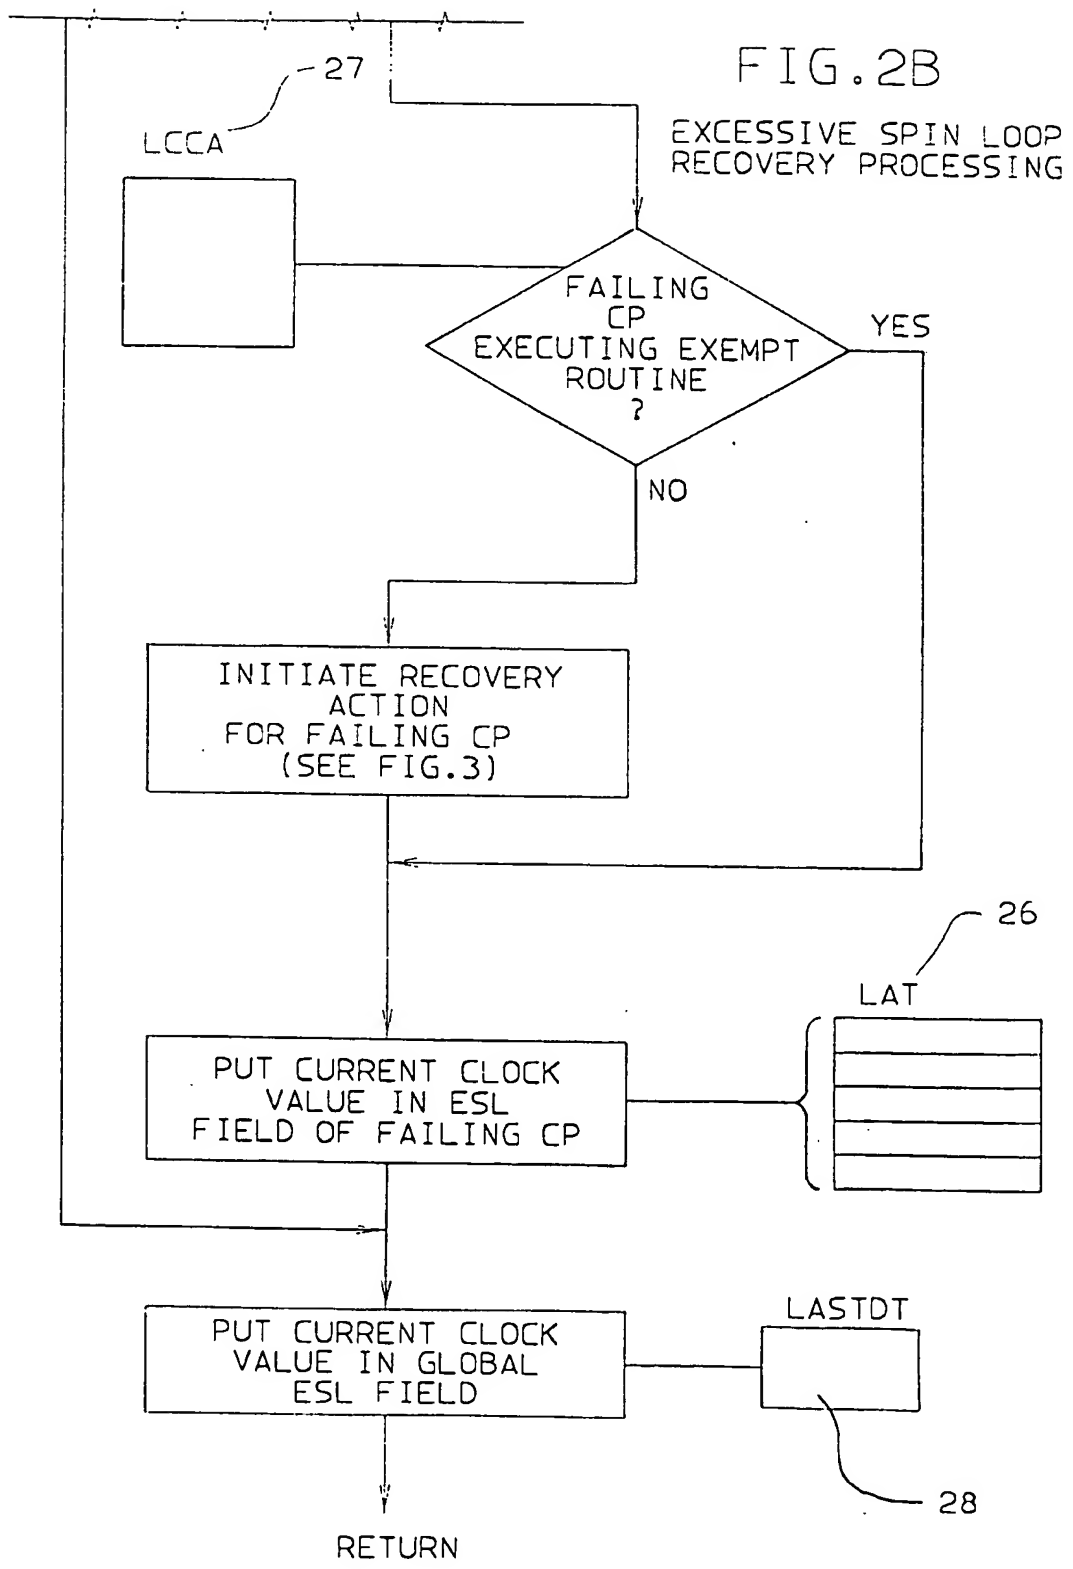 FIG.2B
27
LCCA
EXCESSIVE SPIN LOOP
RECOVERY PROCESSING
FAILING
CP
EXECUTING EXEMPT
ROUTINE
?
YES
NO
INITIATE RECOVERY
ACTION
FOR FAILING CP
(SEE FIG.3)
26
LAT
PUT CURRENT CLOCK
VALUE IN ESL
FIELD OF FAILING CP
LASTDT
PUT CURRENT CLOCK
VALUE IN GLOBAL
ESL FIELD
28
RETURN